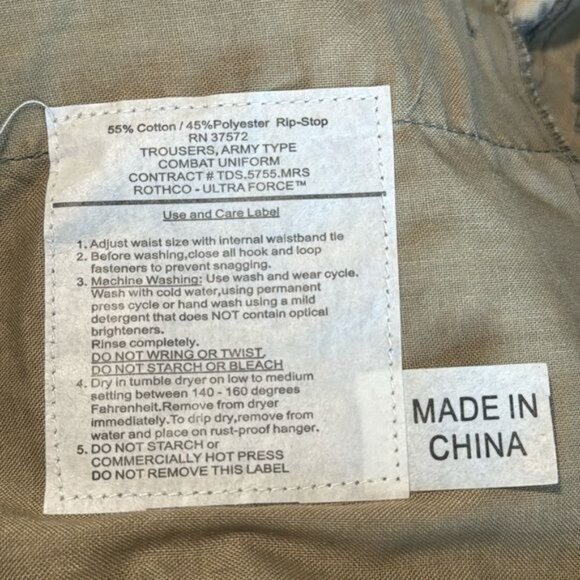 55% Cotton / 45%Polyester Rip-Stop
RN 37572
TROUSERS, ARMY TYPE
COMBAT UNIFORM
CONTRACT # TDS.5755.MRS
ROTHCO - ULTRA FORCE™
Use and Care Label
1. Adjust waist size with internal waistband tie
2. Before washing,close all hook and loop
fasteners to prevent snagging.
3. Machine Washing: Use wash and wear cycle.
Wash with cold water,using permanent
press cycle or hand wash using a mild
detergent that does NOT contain optical
brighteners.
Rinse completely.
DO NOT WRING OR TWIST.
DO NOT STARCH OR BLEACH
4. Dry in tumble dryer on low to medium
setting between 140 - 160 degrees
Fahrenheit.Remove from dryer
immediately.To drip dry,remove from
water and place on rust-proof hanger.
5. DO NOT STARCH or
COMMERCIALLY HOT PRESS
DO NOT REMOVE THIS LABEL
MADE IN
CHINA